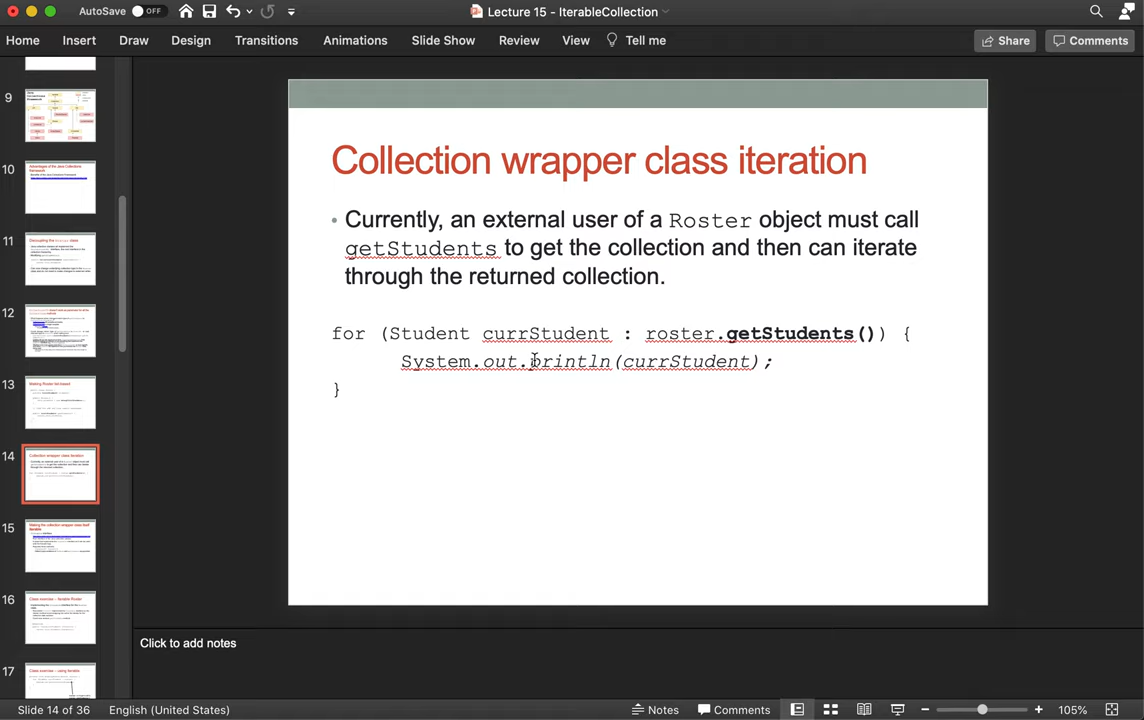 AutoSave OFF
Lecture 15 - IterableCollection
Home Insert Draw Design Transitions Animations Slide Show Review View Tell me Share Comments
9
10
11
12
13
14
15
16
17
Collection wrapper class iteration
• Currently, an external user of a Roster object must call
getStudents to get the collection and then can iterate
through the returned collection.
for (Student currStudent : roster.getStudents()) {
System.out.println(currStudent);
}
Click to add notes
Slide 14 of 36 English (United States) Notes Comments 105%